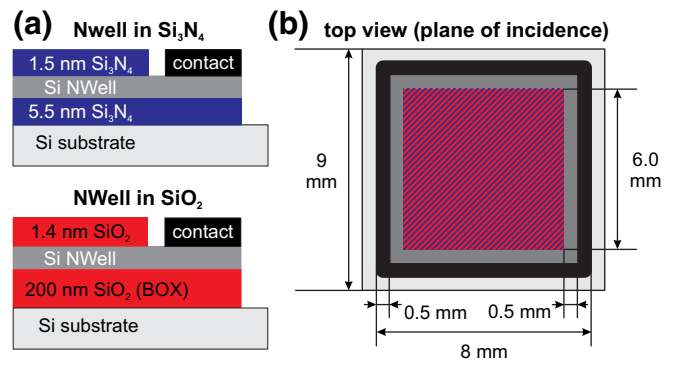 (a) Nwell in Si₃N₄
1.5 nm Si₃N₄
contact
Si NWell
5.5 nm Si₃N₄
Si substrate
NWell in SiO₂
1.4 nm SiO₂
contact
Si NWell
200 nm SiO₂ (BOX)
Si substrate
(b) top view (plane of incidence)
9
mm
6.0
mm
0.5 mm
0.5 mm
8 mm